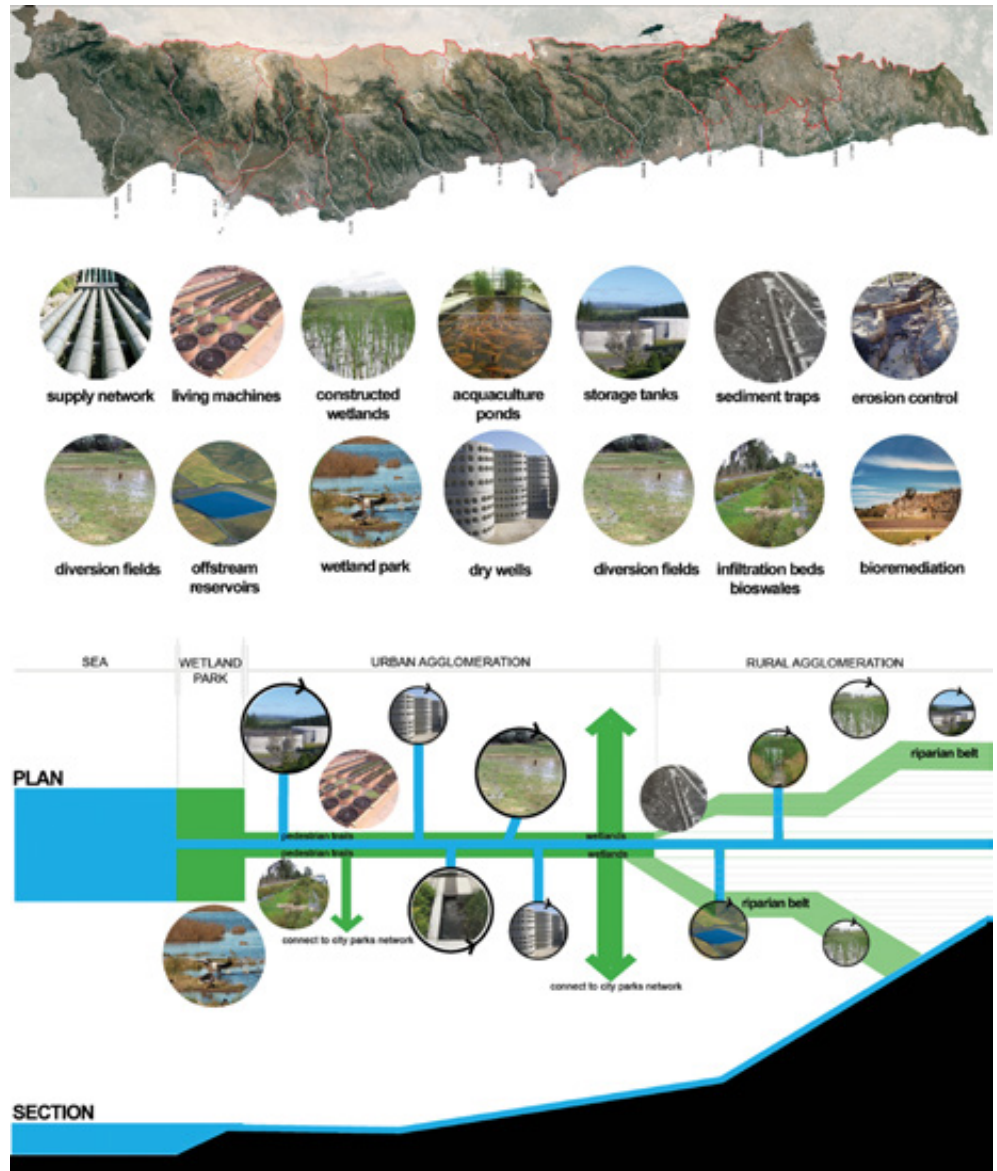 supply network
living machines
constructed
wetlands
acquaculture
ponds
storage tanks
sediment traps
erosion control
diversion fields
offstream
reservoirs
wetland park
dry wells
diversion fields
infiltration beds
bioswales
bioremediation
SEA
WETLAND
PARK
URBAN AGGLOMERATION
RURAL AGGLOMERATION
PLAN
riparian belt
pedestrian trails
wetlands
pedestrian trails
wetlands
riparian belt
connect to city parks network
connect to city parks network
SECTION